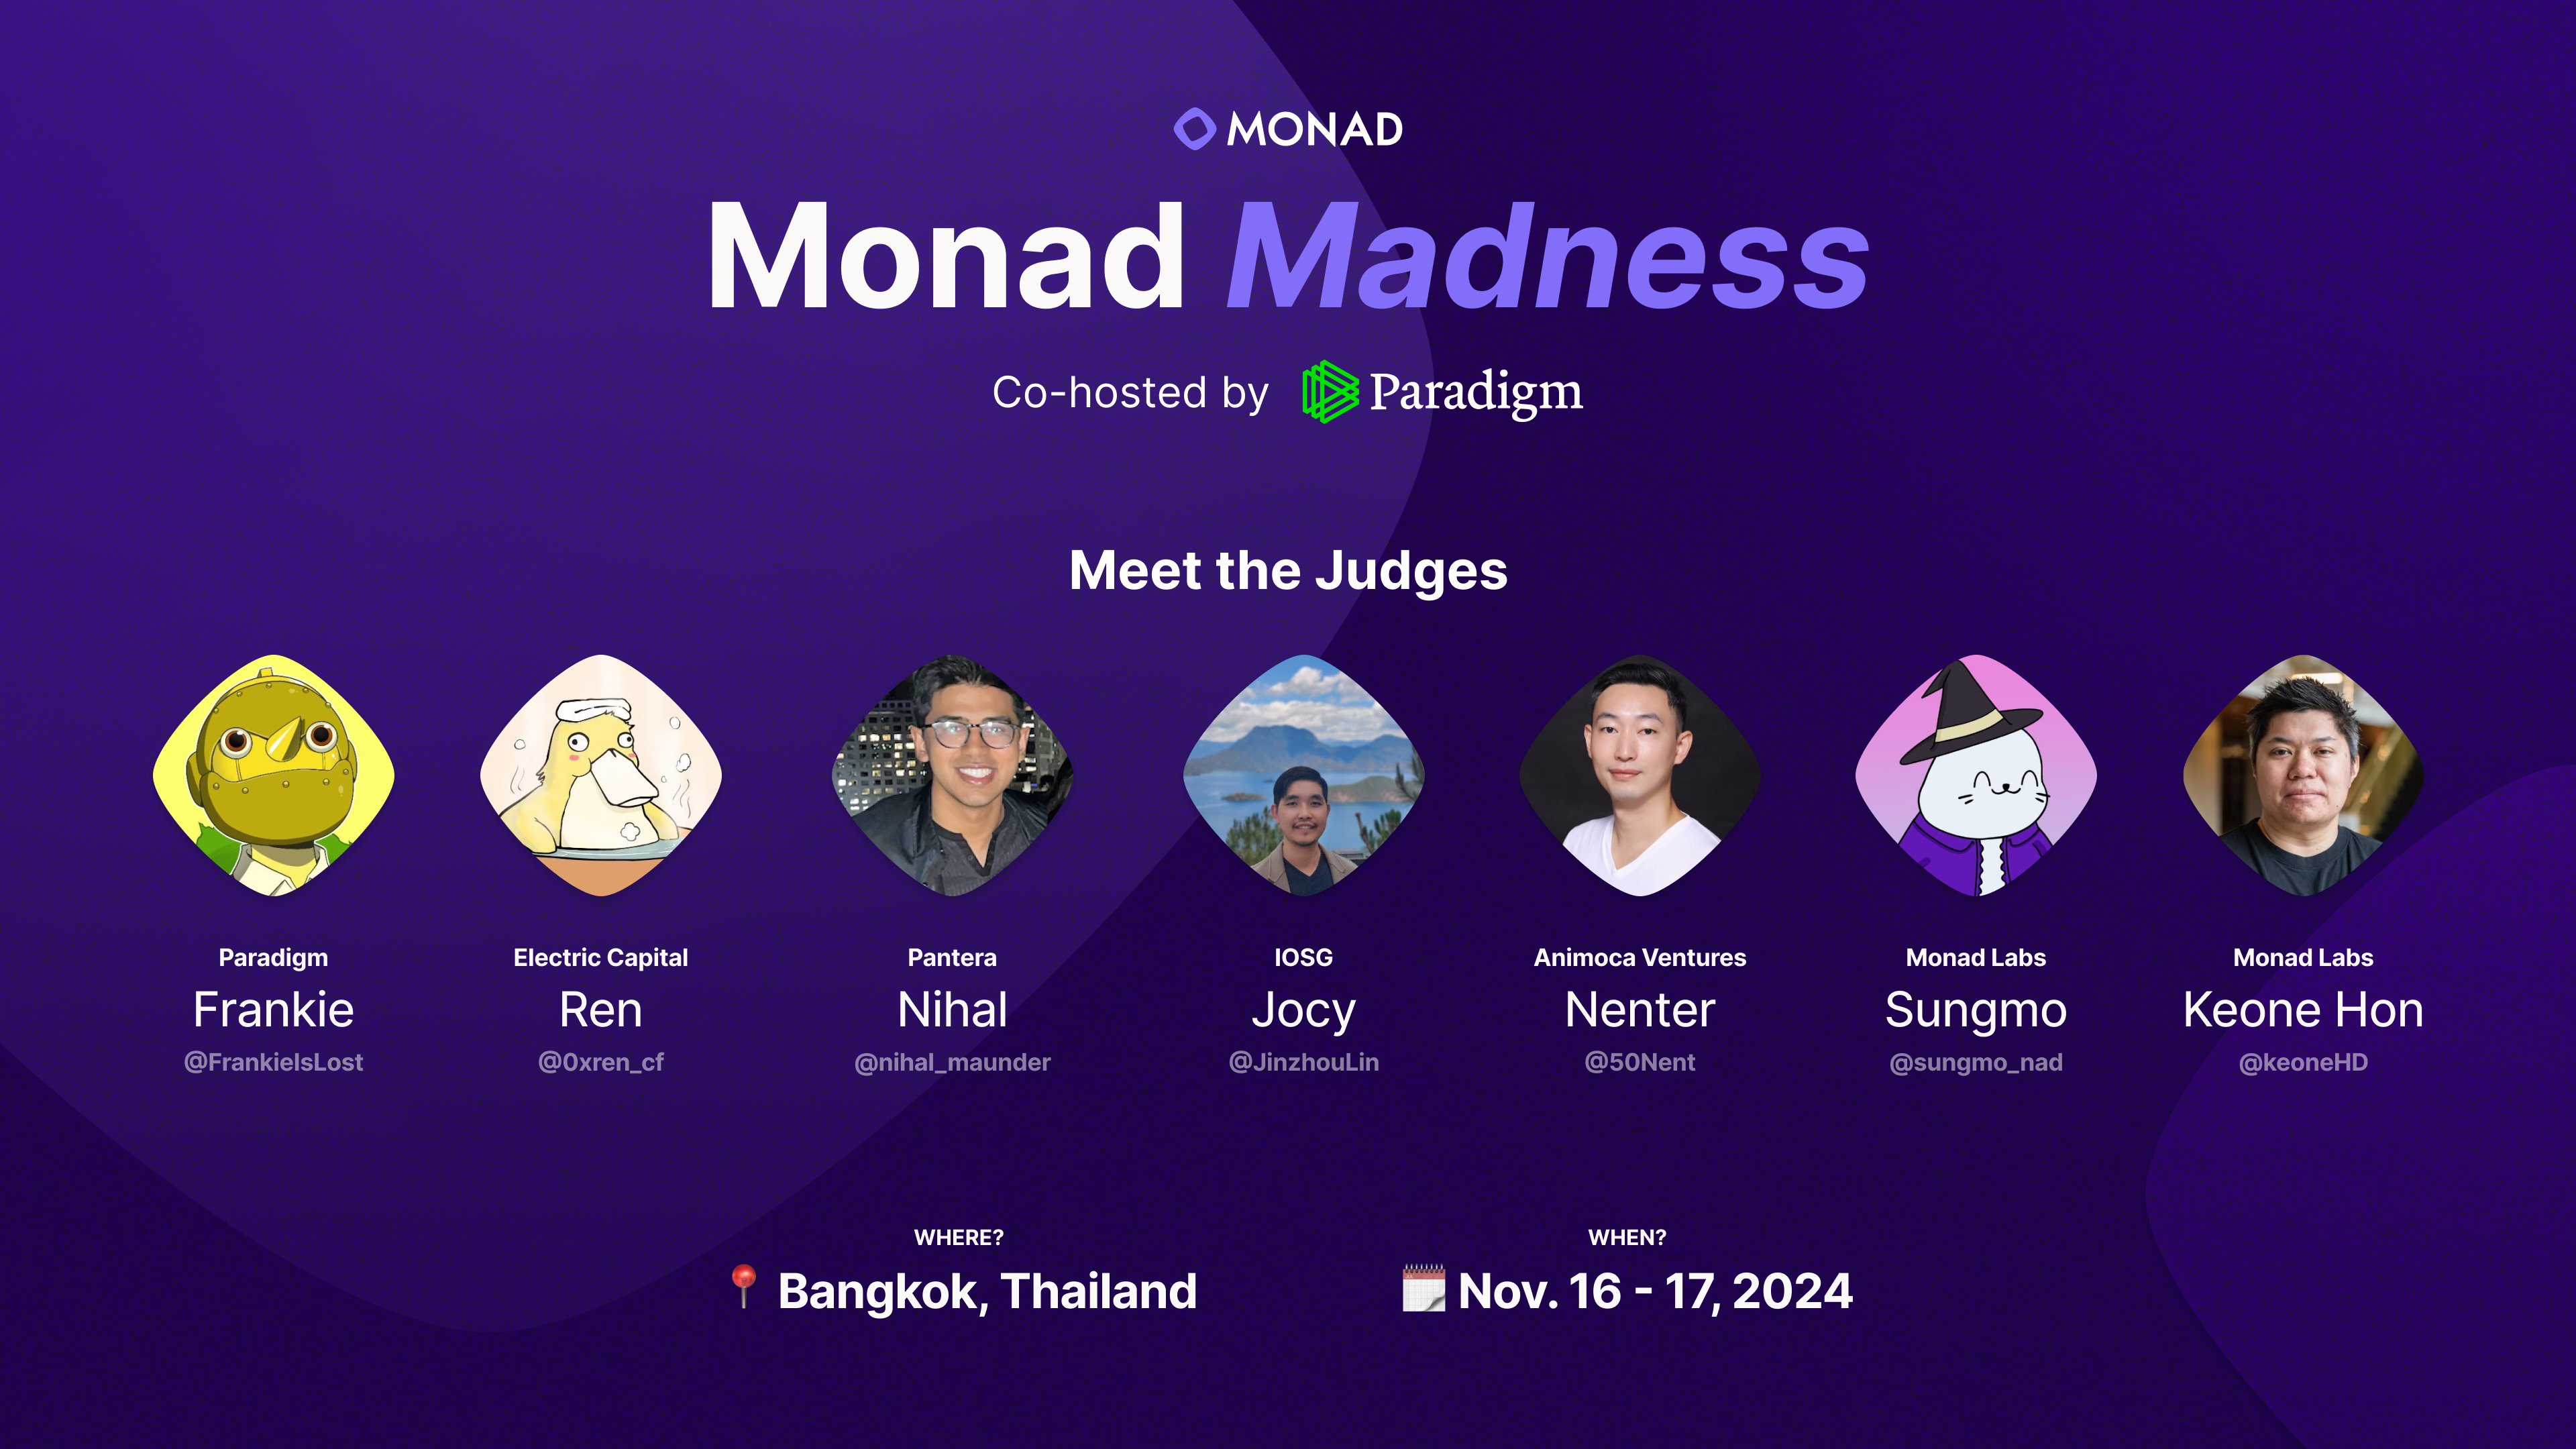 MONAD
Monad Madness
Co-hosted by Paradigm
Meet the Judges
Paradigm
Frankie
@FrankieIsLost
Electric Capital
Ren
@0xren_cf
Pantera
Nihal
@nihal_maunder
IOSG
Jocy
@JinzhouLin
Animoca Ventures
Nenter
@50Nent
Monad Labs
Sungmo
@sungmo_nad
Monad Labs
Keone Hon
@keoneHD
WHERE?
📍 Bangkok, Thailand
WHEN?
🗓️ Nov. 16 - 17, 2024